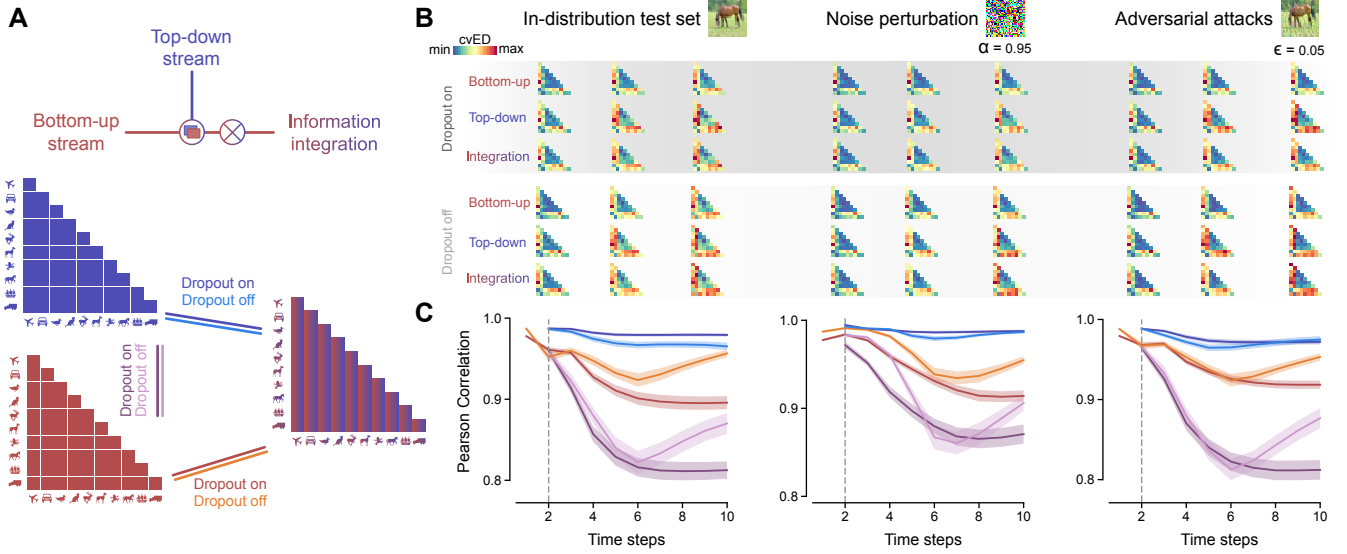 A
Top-down
stream
Bottom-up
stream
Information
integration
Dropout on
Dropout off
Dropout on
Dropout off
Dropout on
Dropout off
B
In-distribution test set
Noise perturbation
Adversarial attacks
cvED
min
max
α = 0.95
ϵ = 0.05
Dropout on
Bottom-up
Top-down
Integration
Dropout off
Bottom-up
Top-down
Integration
C
Pearson Correlation
1.0
0.9
0.8
2
4
6
8
10
Time steps
1.0
0.9
0.8
2
4
6
8
10
Time steps
1.0
0.9
0.8
2
4
6
8
10
Time steps